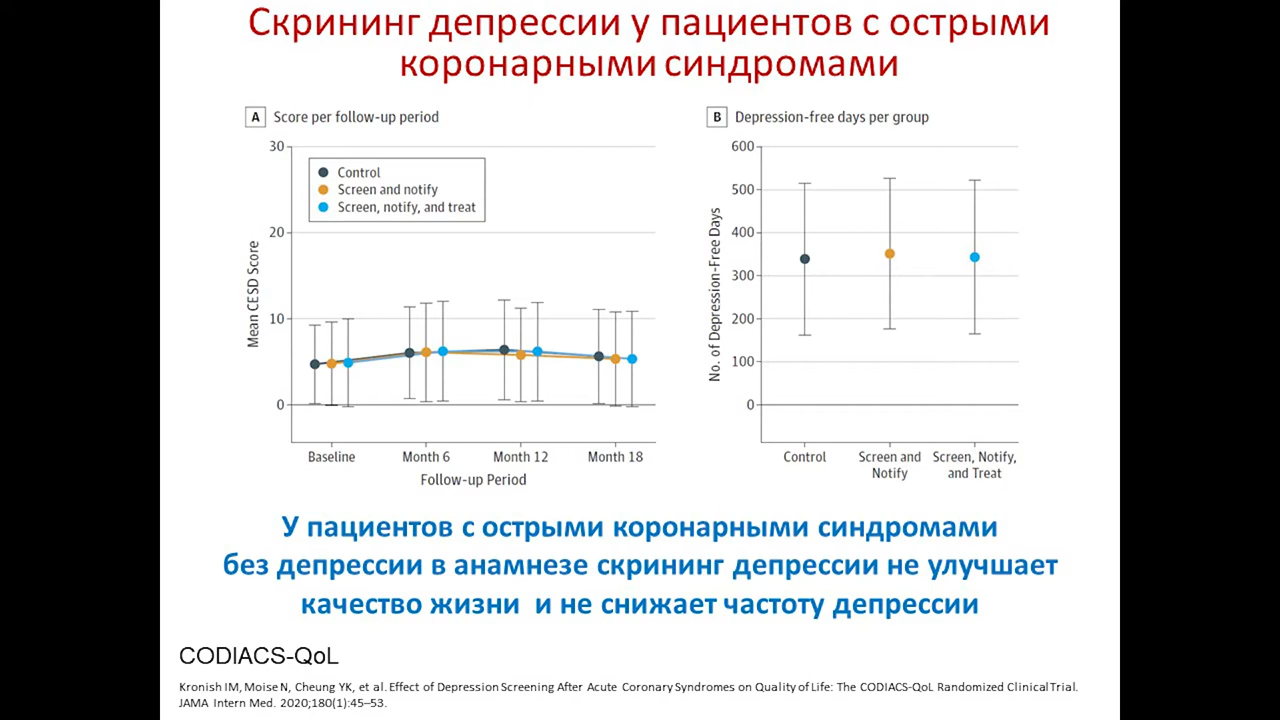 Скрининг депрессии у пациентов с острыми
коронарными синдромами
A Score per follow-up period
30
20
10
0
Mean CESD Score
Control
Screen and notify
Screen, notify, and treat
Baseline Month 6 Month 12 Month 18
Follow-up Period
B Depression-free days per group
600
500
400
300
200
100
0
No. of Depression-Free Days
Control Screen and Screen, Notify,
Notify and Treat
У пациентов с острыми коронарными синдромами
без депрессии в анамнезе скрининг депрессии не улучшает
качество жизни и не снижает частоту депрессии
CODIACS-QoL
Kronish IM, Moise N, Cheung YK, et al. Effect of Depression Screening After Acute Coronary Syndromes on Quality of Life: The CODIACS-QoL Randomized Clinical Trial.
JAMA Intern Med. 2020;180(1):45–53.